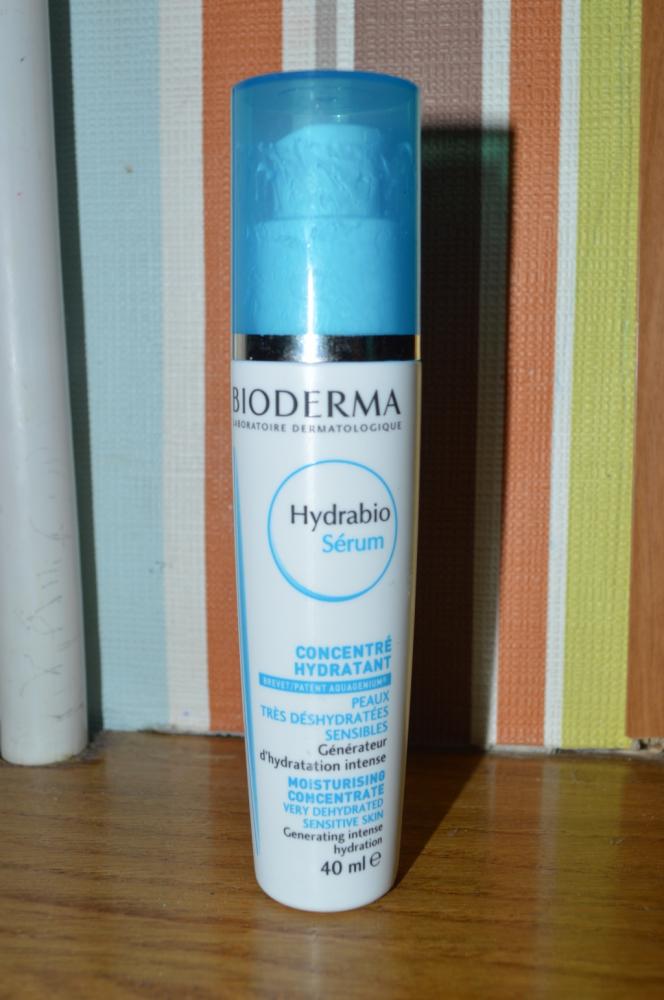 BIODERMA
LABORATOIRE DERMATOLOGIQUE
Hydrabio
Sérum
CONCENTRÉ
HYDRATANT
BREVET/PATENT AQUAGENIUM®
PEAUX
TRÈS DÉSHYDRATÉES
SENSIBLES
Générateur
d'hydratation intense
MOISTURISING
CONCENTRATE
VERY DEHYDRATED
SENSITIVE SKIN
Generating intense
hydration
40 ml ℮